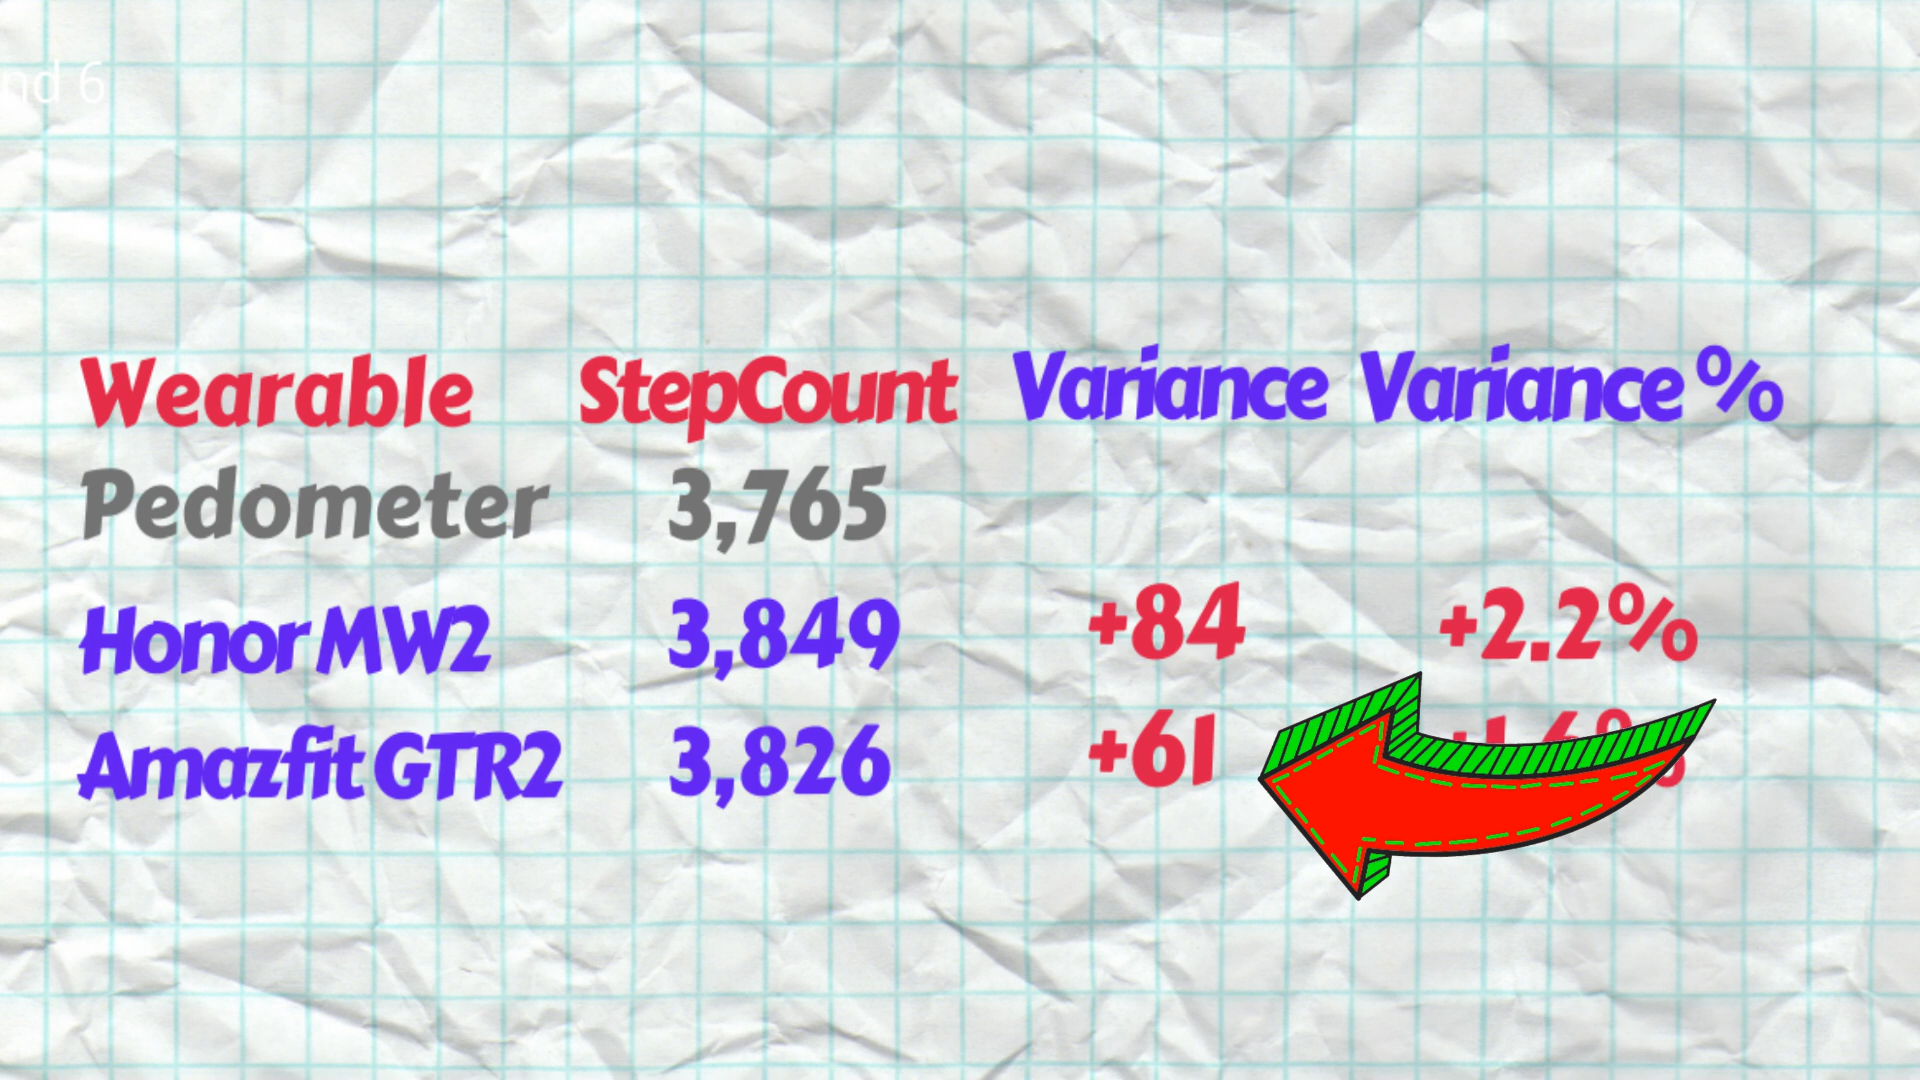 nd 6
Wearable StepCount Variance Variance %
Pedometer 3,765
Honor MW2 3,849 +84 +2.2%
Amazfit GTR2 3,826 +61